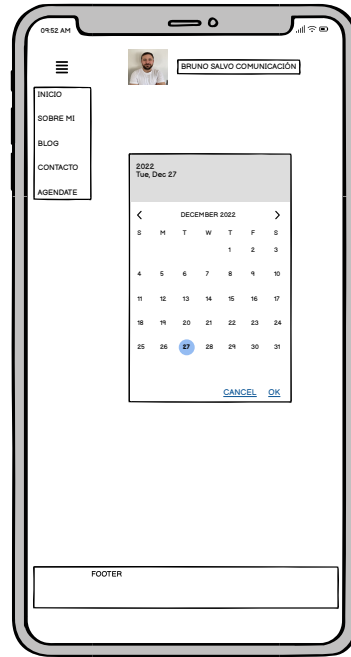 09:52 AM
BRUNO SALVO COMUNICACIÓN
INICIO
SOBRE MI
BLOG
CONTACTO
AGENDATE
2022
Tue, Dec 27
DECEMBER 2022
S M T W T F S
1 2 3
4 5 6 7 8 9 10
11 12 13 14 15 16 17
18 19 20 21 22 23 24
25 26 27 28 29 30 31
CANCEL OK
FOOTER